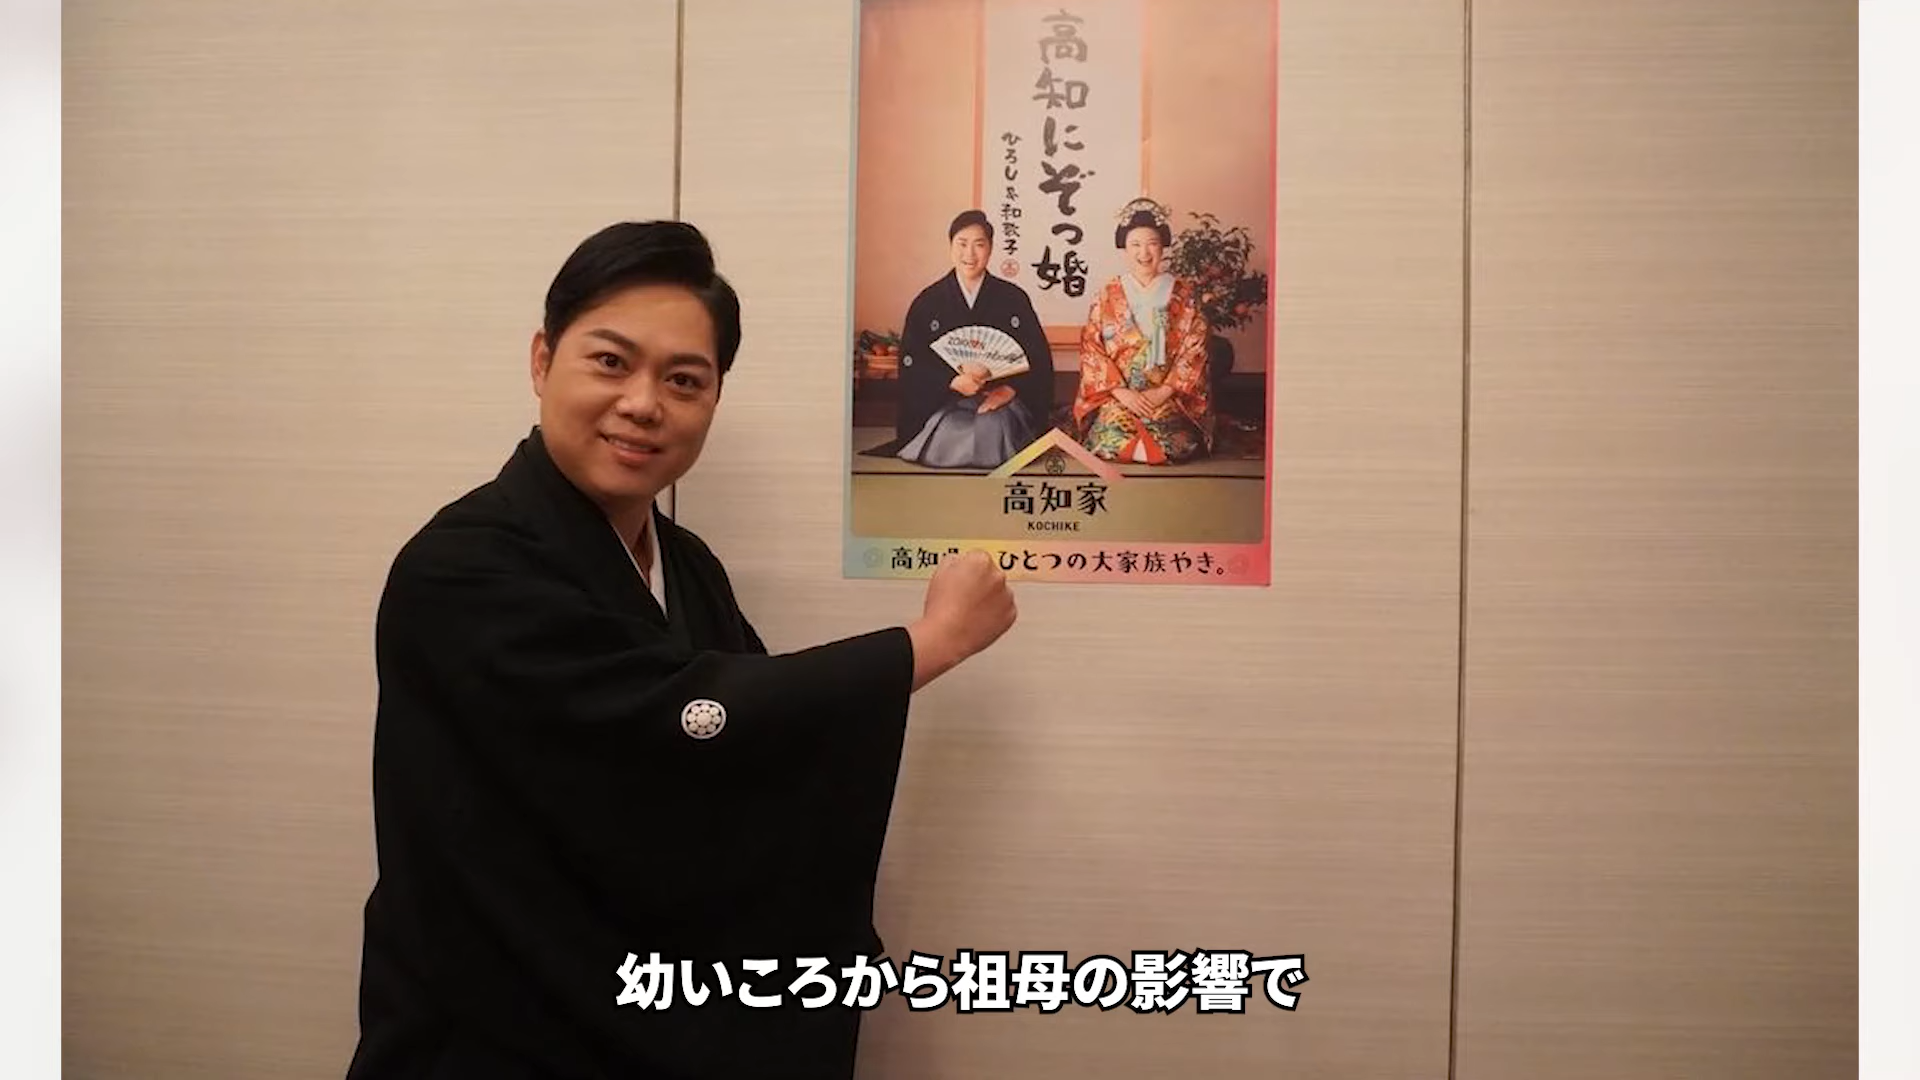 高知にぞっ婚
ひろし&和歌子
高知家
KOCHIKE
高知
ひとつの大家族やき。
幼いころから祖母の影響で